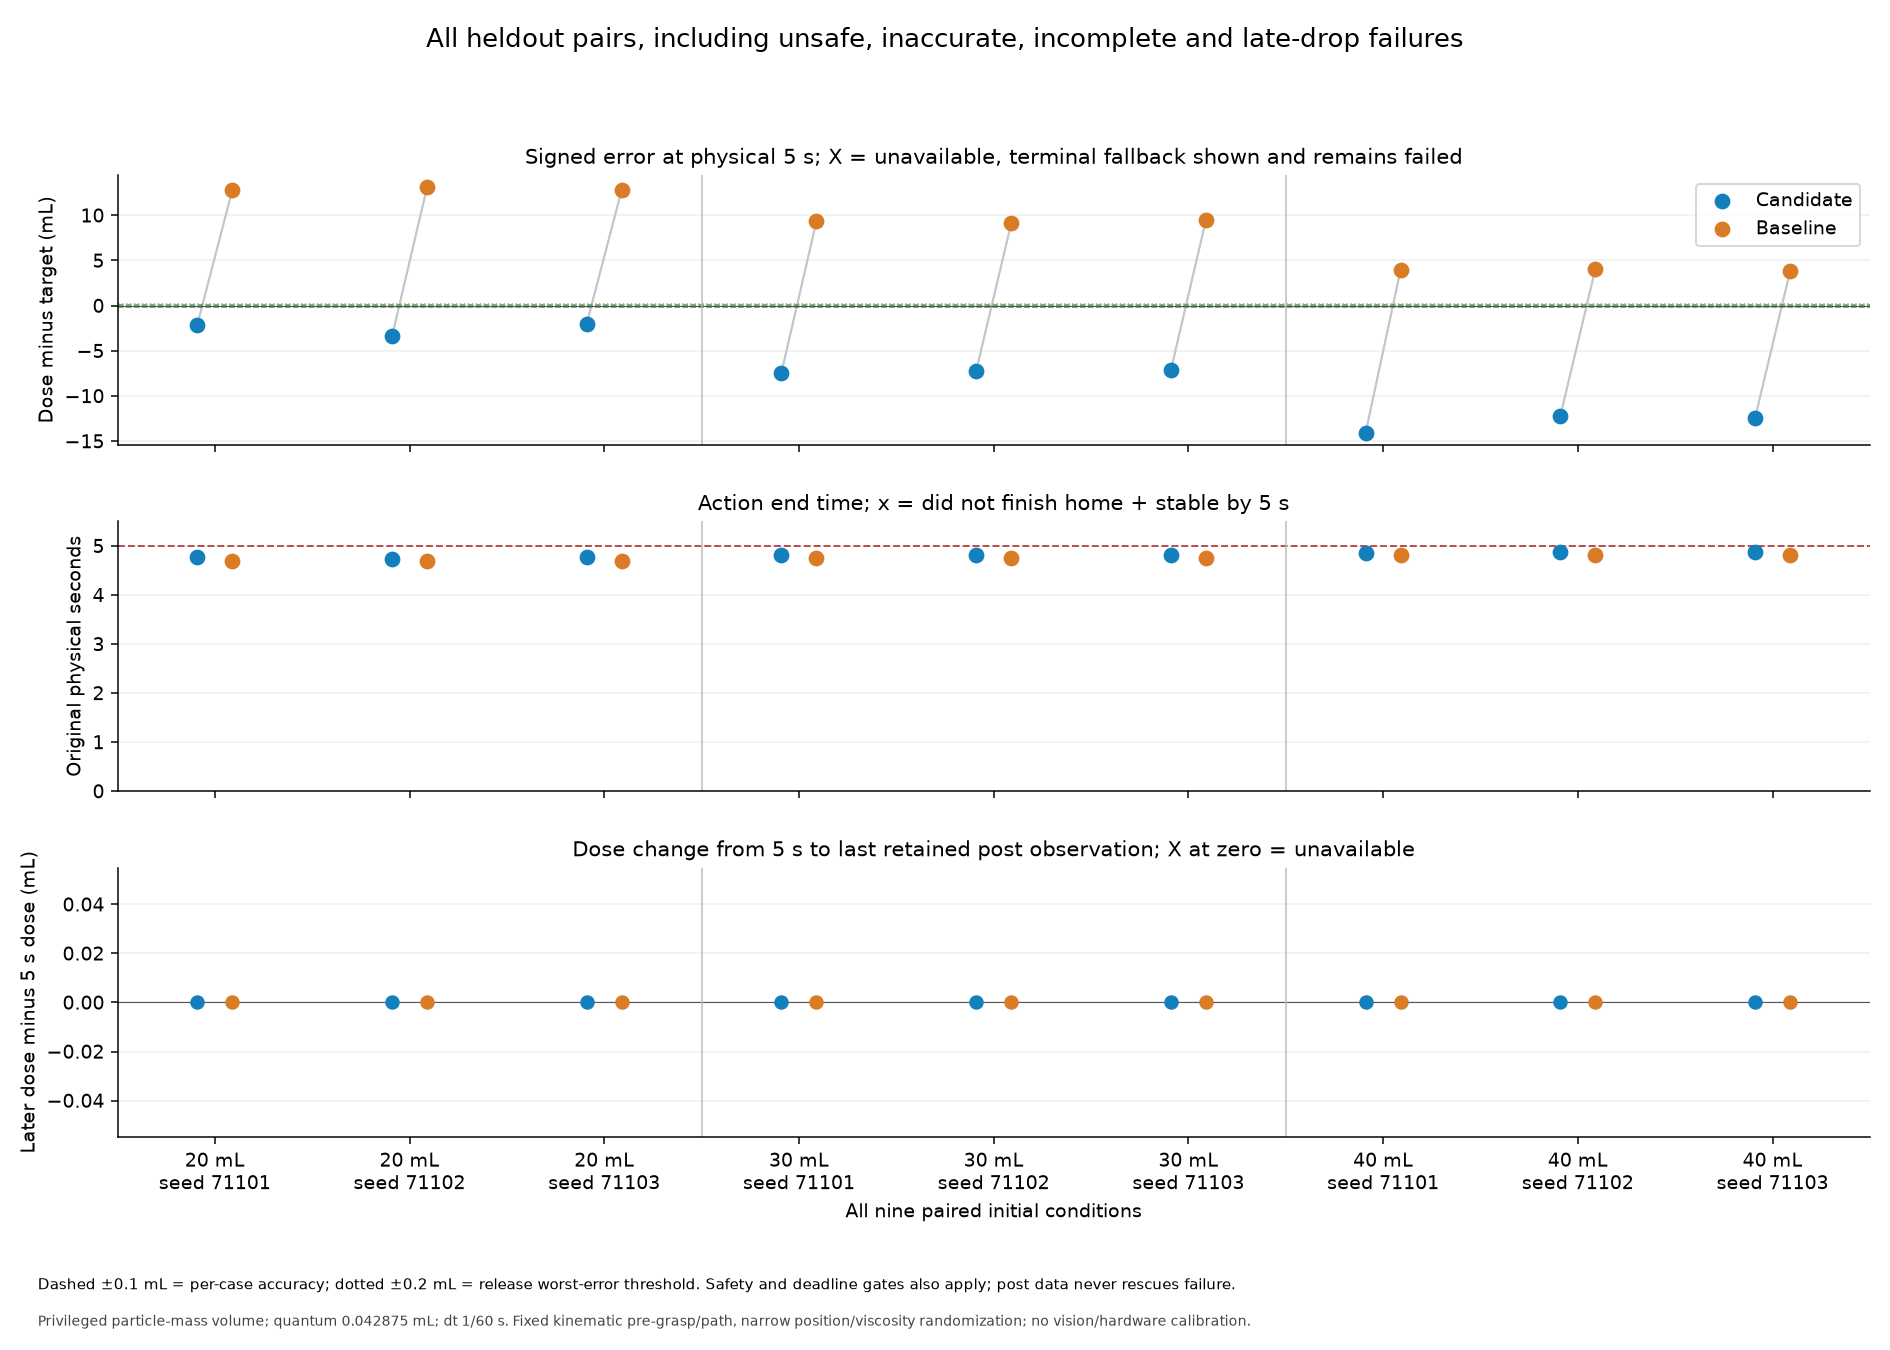 All heldout pairs, including unsafe, inaccurate, incomplete and late-drop failures
Signed error at physical 5 s; X = unavailable, terminal fallback shown and remains failed
Dose minus target (mL)
10
5
0
−5
−10
−15
Candidate
Baseline
Action end time; x = did not finish home + stable by 5 s
Original physical seconds
5
4
3
2
1
0
Dose change from 5 s to last retained post observation; X at zero = unavailable
Later dose minus 5 s dose (mL)
0.04
0.02
0.00
−0.02
−0.04
20 mL
seed 71101
20 mL
seed 71102
20 mL
seed 71103
30 mL
seed 71101
30 mL
seed 71102
30 mL
seed 71103
40 mL
seed 71101
40 mL
seed 71102
40 mL
seed 71103
All nine paired initial conditions
Dashed ±0.1 mL = per-case accuracy; dotted ±0.2 mL = release worst-error threshold. Safety and deadline gates also apply; post data never rescues failure.
Privileged particle-mass volume; quantum 0.042875 mL; dt 1/60 s. Fixed kinematic pre-grasp/path, narrow position/viscosity randomization; no vision/hardware calibration.